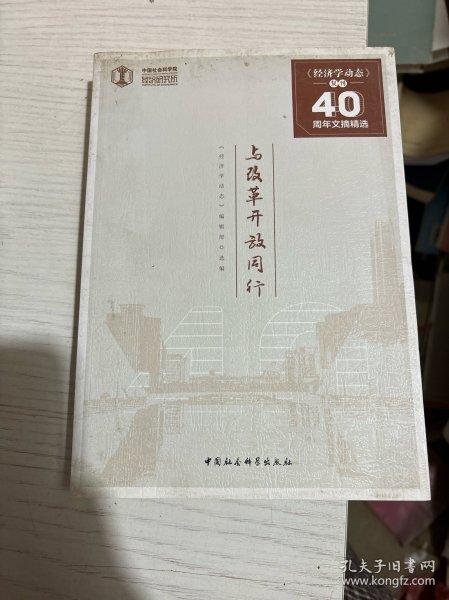 中国社会科学院
经济研究所
《经济学动态》
复刊
40
周年文摘精选
与改革开放同行
《经济学动态》编辑部◎选编
中国社会科学出版社
孔夫子旧书网
www.kongfz.com